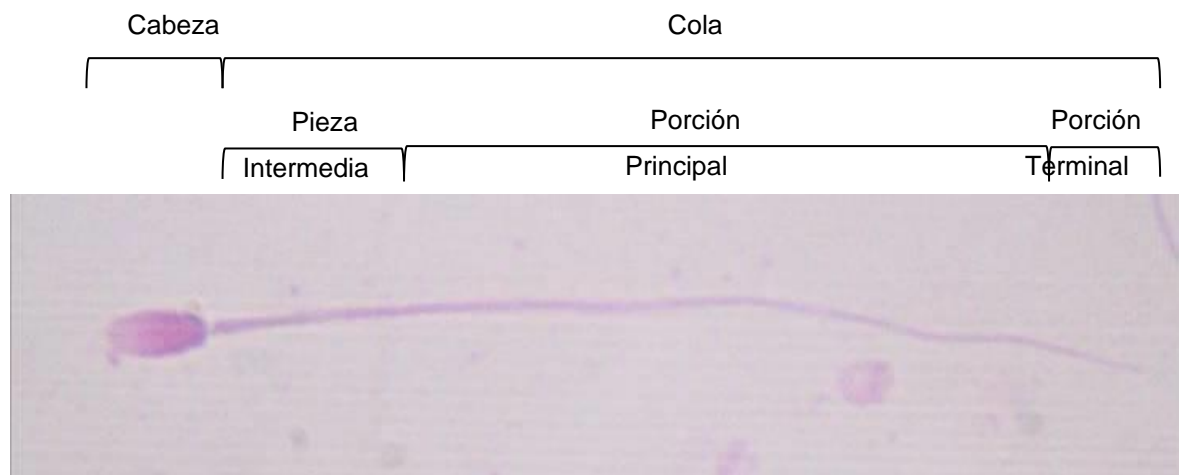 Cabeza
Cola
Pieza
Intermedia
Porción
Principal
Porción
Terminal